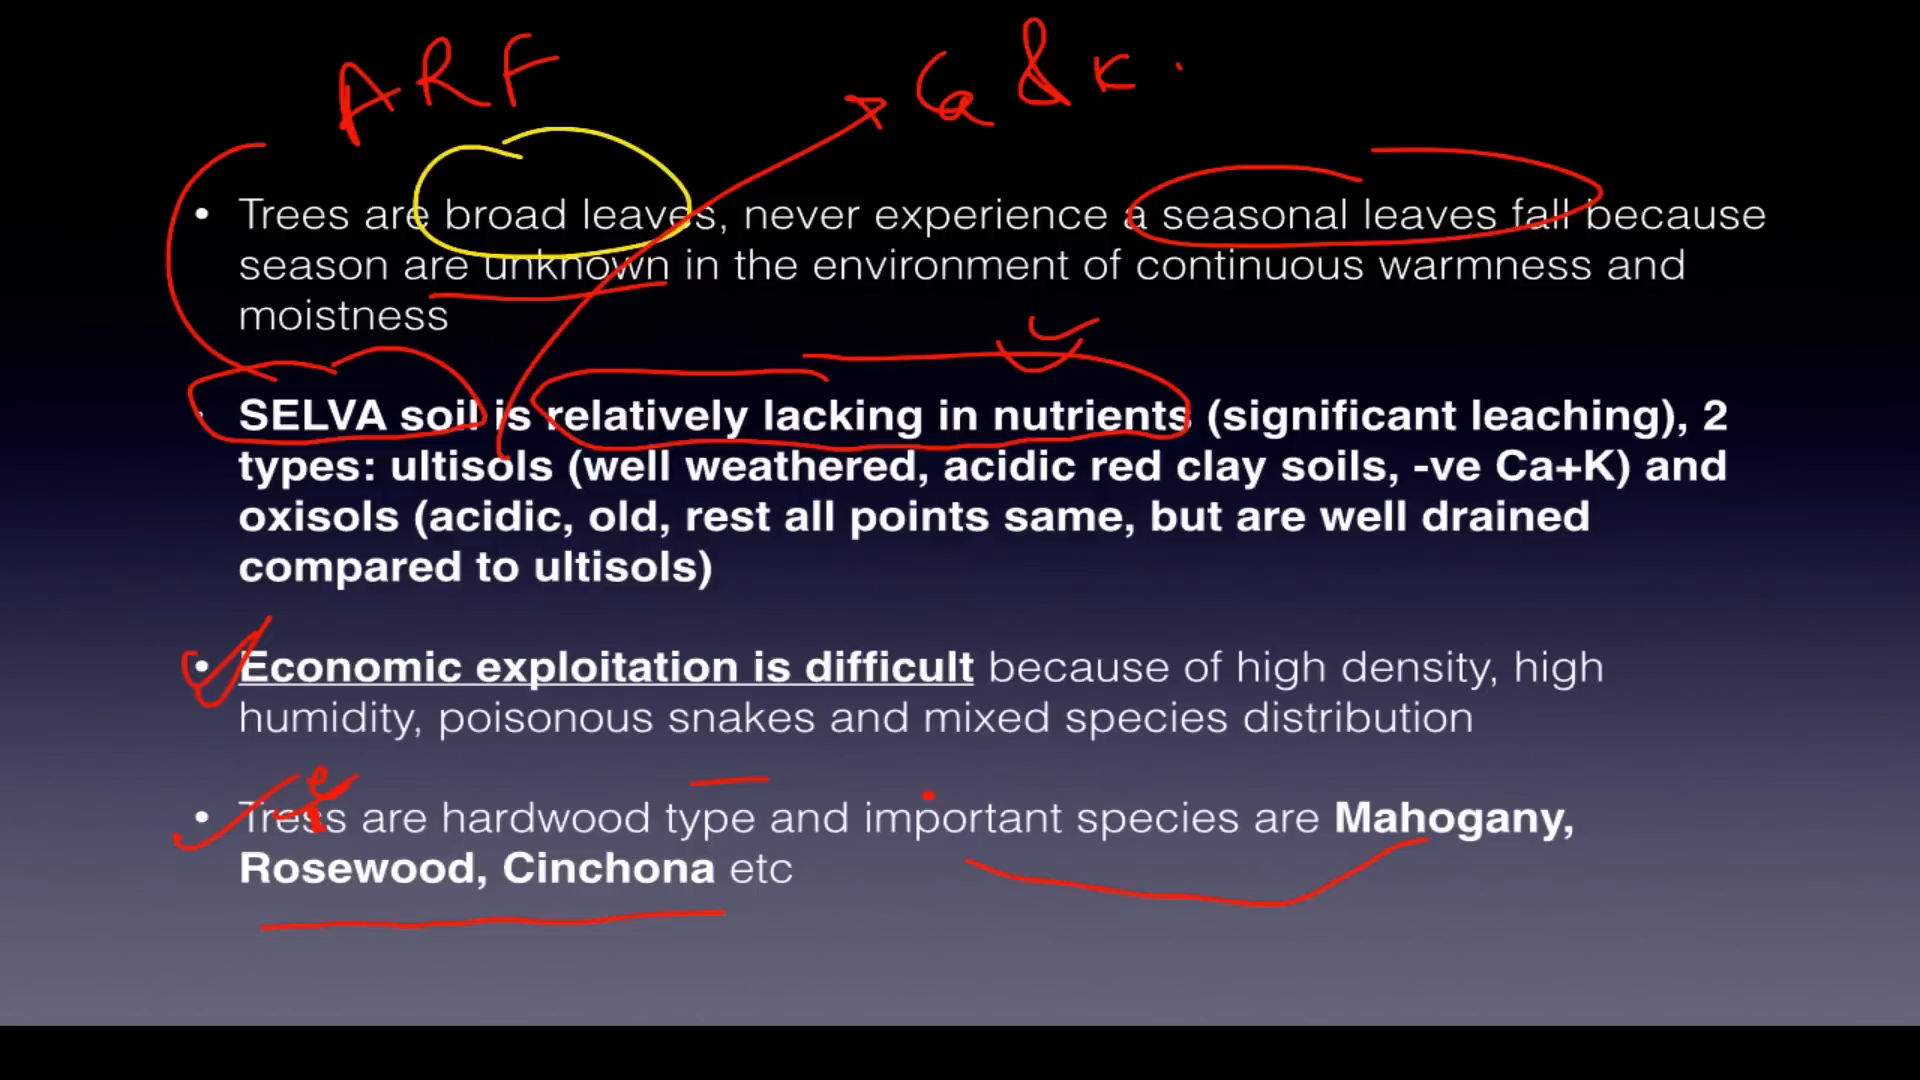 ARF Ca & K.
• Trees are broad leaves, never experience a seasonal leaves fall because
season are unknown in the environment of continuous warmness and
moistness
• SELVA soil is relatively lacking in nutrients (significant leaching), 2
types: ultisols (well weathered, acidic red clay soils, -ve Ca+K) and
oxisols (acidic, old, rest all points same, but are well drained
compared to ultisols)
• Economic exploitation is difficult because of high density, high
humidity, poisonous snakes and mixed species distribution
e
• Tress are hardwood type and important species are Mahogany,
Rosewood, Cinchona etc